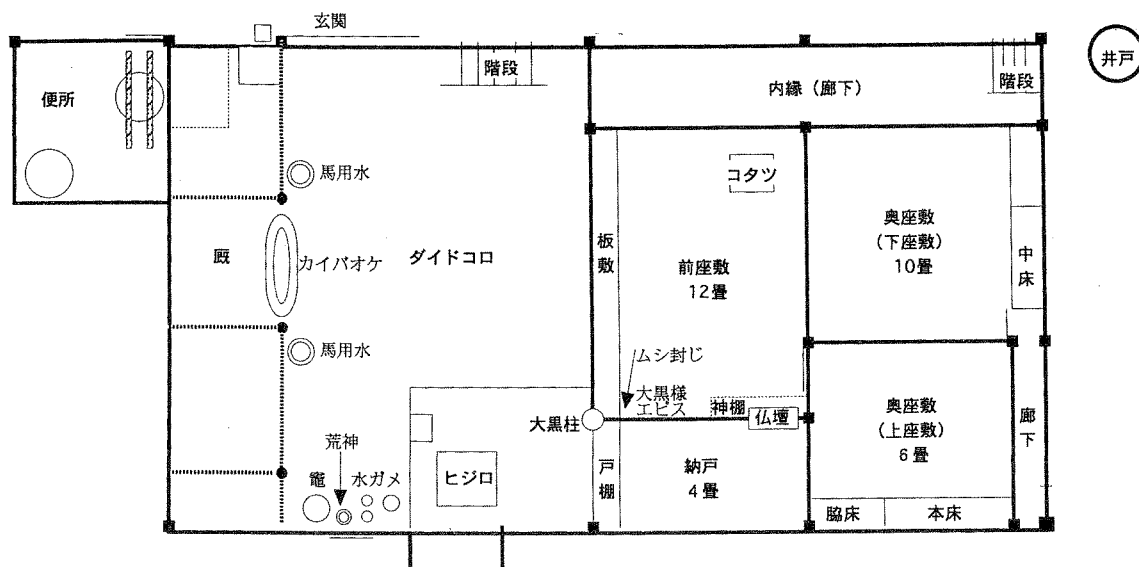 玄関
階段
井戸
便所
内縁（廊下）
階段
馬用水
コタツ
奥座敷
（下座敷）
10畳
板敷
中床
厩
カイバオケ
ダイドコロ
前座敷
12畳
馬用水
ムシ封じ
大黒様
エビス
神棚
仏壇
大黒柱
奥座敷
（上座敷）
6畳
廊下
荒神
竈
水ガメ
ヒジロ
戸棚
納戸
4畳
脇床
本床